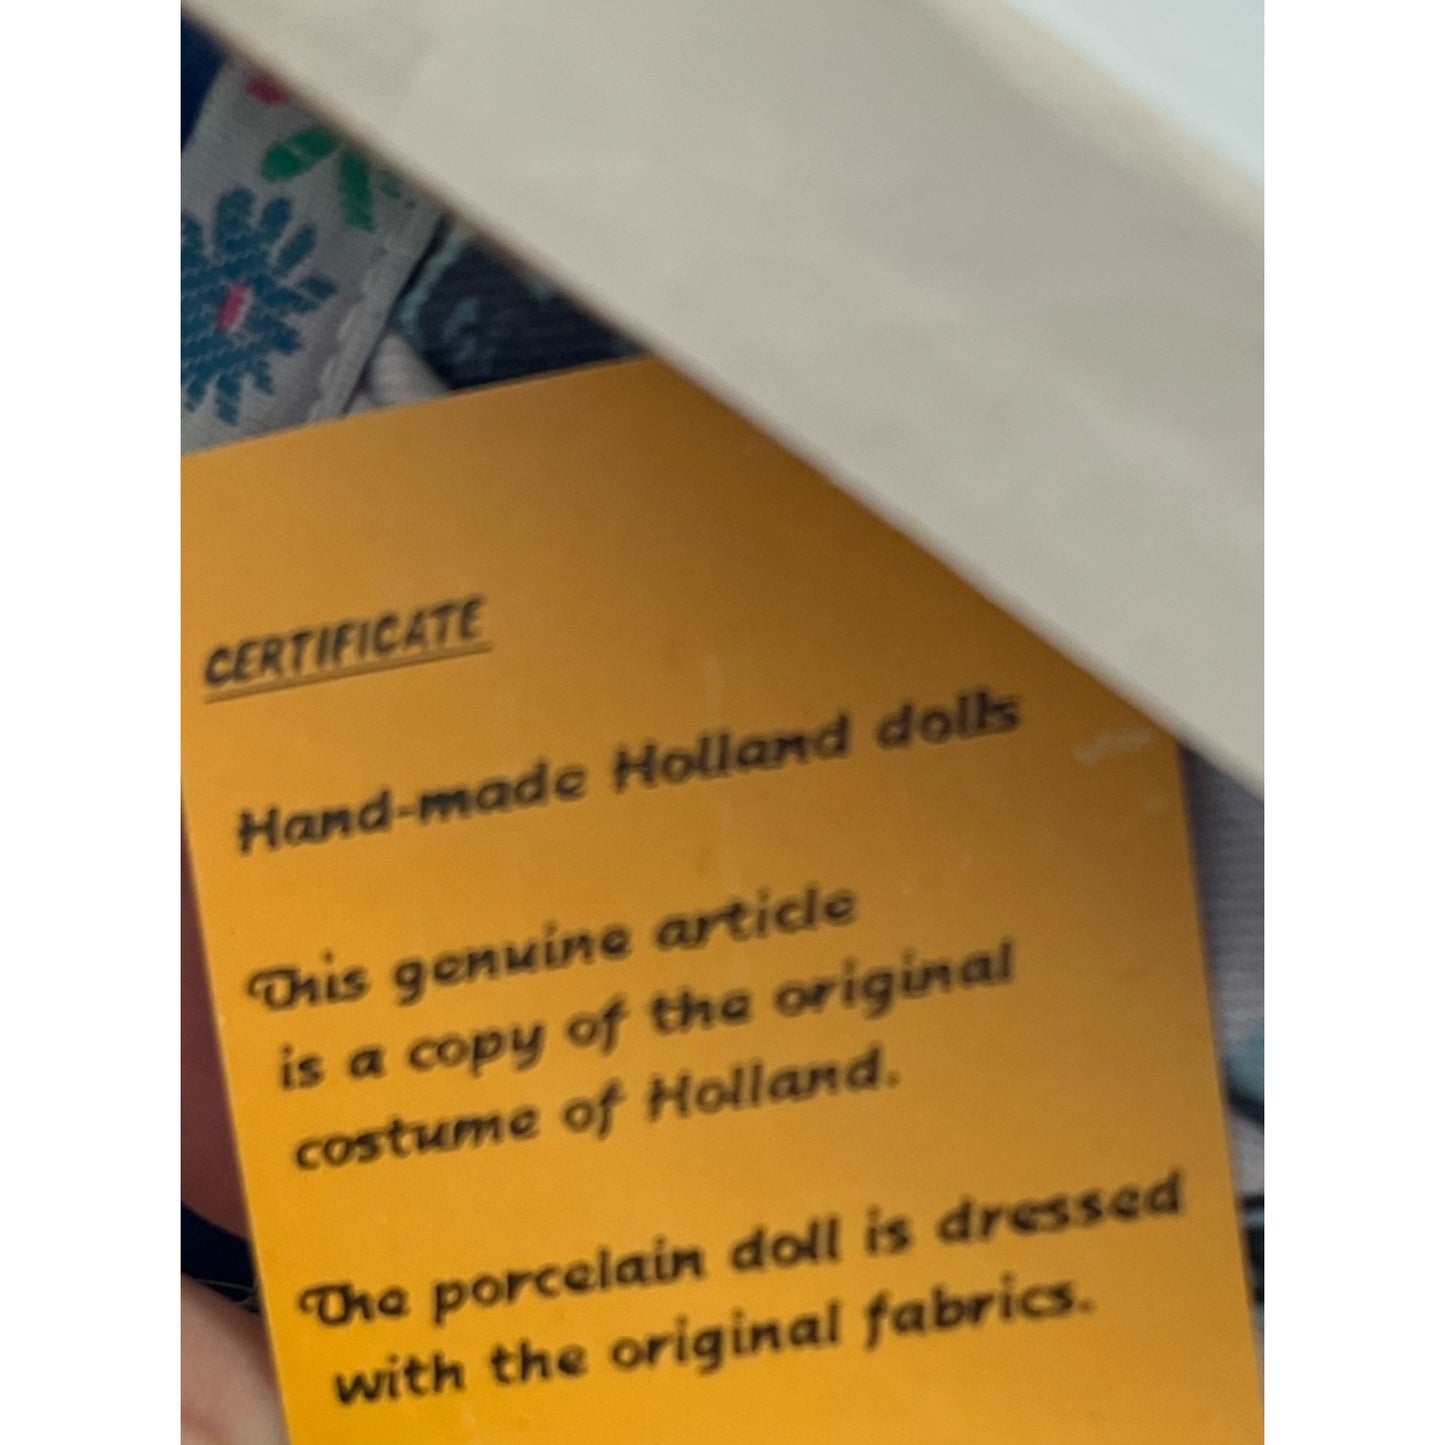 CERTIFICATE
Hand-made Holland dolls
This genuine article
is a copy of the original
costume of Holland.
The porcelain doll is dressed
with the original fabrics.